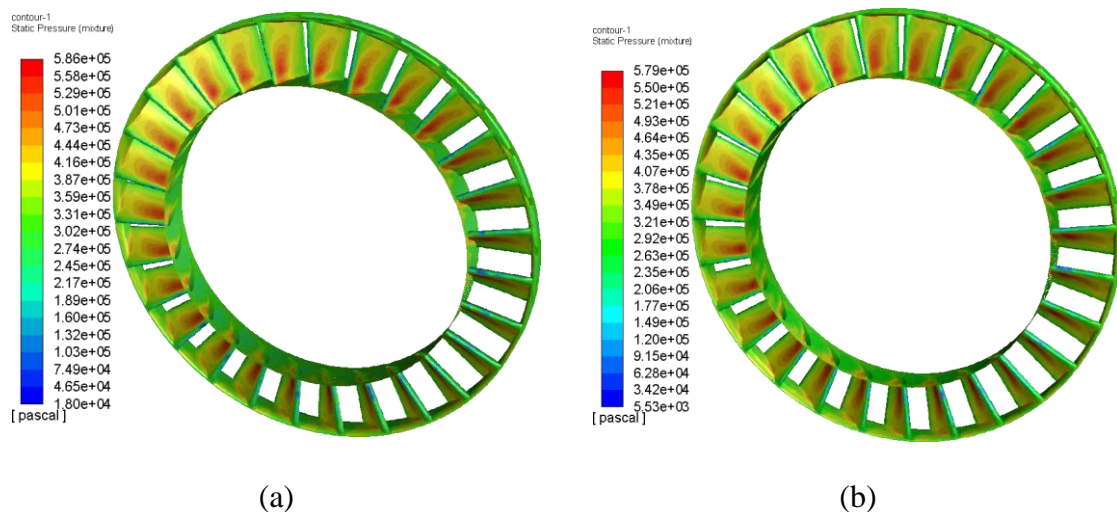 contour-1
Static Pressure (mixture)
5.86e+05
5.58e+05
5.29e+05
5.01e+05
4.73e+05
4.44e+05
4.16e+05
3.87e+05
3.59e+05
3.31e+05
3.02e+05
2.74e+05
2.45e+05
2.17e+05
1.89e+05
1.60e+05
1.32e+05
1.03e+05
7.49e+04
4.65e+04
1.80e+04
[ pascal ]
(a)
contour-1
Static Pressure (mixture)
5.79e+05
5.50e+05
5.21e+05
4.93e+05
4.64e+05
4.35e+05
4.07e+05
3.78e+05
3.49e+05
3.21e+05
2.92e+05
2.63e+05
2.35e+05
2.06e+05
1.77e+05
1.49e+05
1.20e+05
9.15e+04
6.28e+04
3.42e+04
5.53e+03
[ pascal ]
(b)